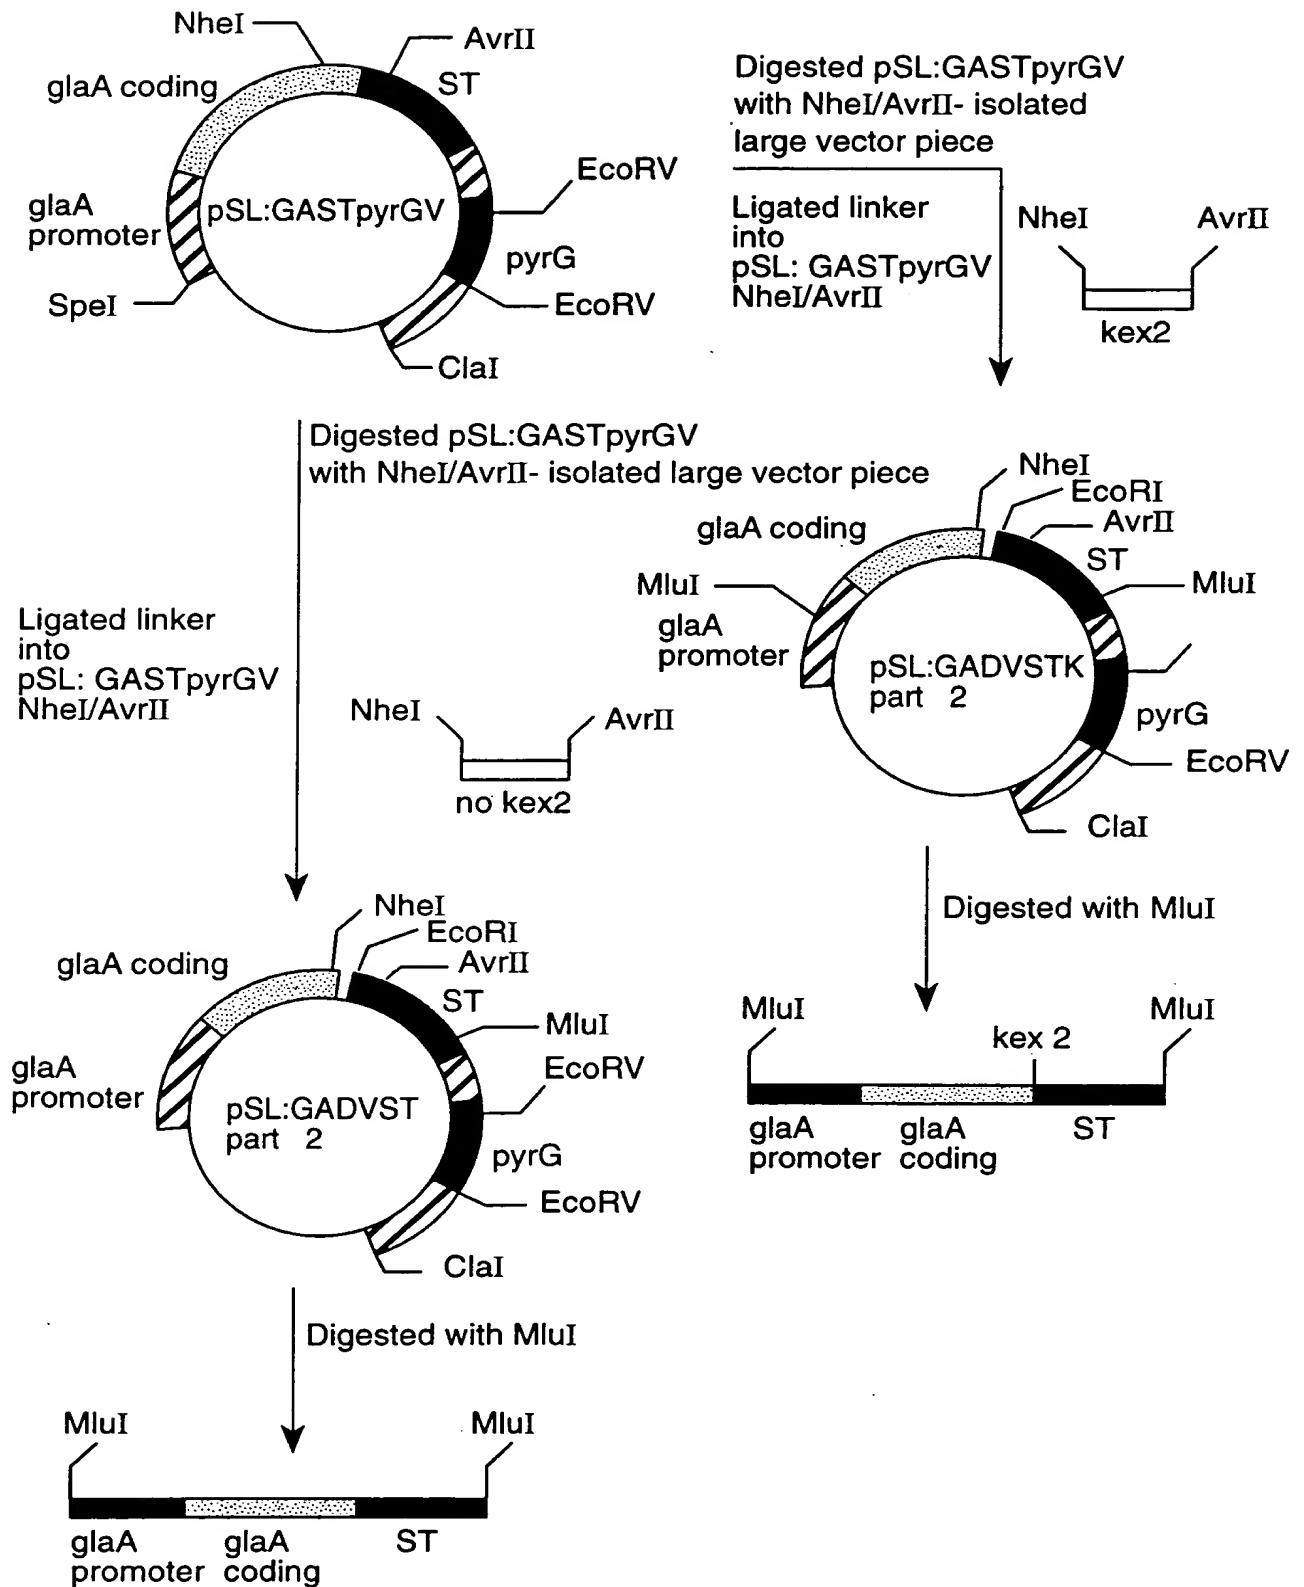 NheI
AvrII
glaA coding
ST
pSL:GASTpyrGV
EcoRV
glaA
promoter
pyrG
SpeI
EcoRV
ClaI
Digested pSL:GASTpyrGV
with NheI/AvrII- isolated
large vector piece
Ligated linker
into
pSL: GASTpyrGV
NheI/AvrII
NheI
AvrII
kex2
Digested pSL:GASTpyrGV
with NheI/AvrII- isolated large vector piece
Ligated linker
into
pSL: GASTpyrGV
NheI/AvrII
NheI
AvrII
no kex2
NheI
EcoRI
AvrII
glaA coding
ST
MluI
MluI
glaA
promoter
pSL:GADVSTK
part 2
pyrG
EcoRV
ClaI
Digested with MluI
MluI
MluI
kex 2
glaA
promoter
glaA
coding
ST
NheI
EcoRI
AvrII
glaA coding
ST
MluI
EcoRV
glaA
promoter
pSL:GADVST
part 2
pyrG
EcoRV
ClaI
Digested with MluI
MluI
MluI
glaA
promoter
glaA
coding
ST